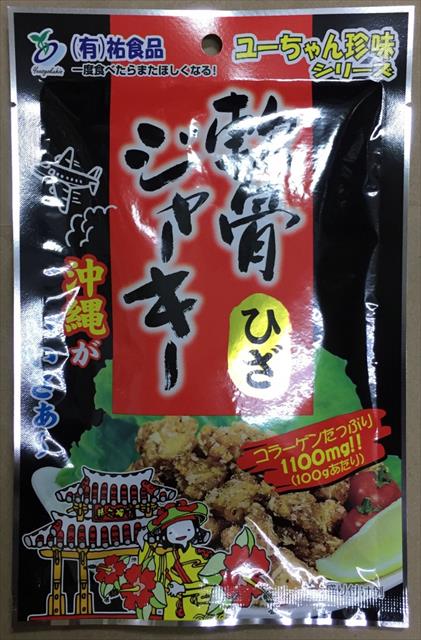 (有)祐食品
一度食べたらまたほしくなる!
ユーちゃん珍味
シリーズ
軟骨
ジャーキー
ひざ
沖縄が
コラーゲンたっぷり
1100mg!!
(100gあたり)